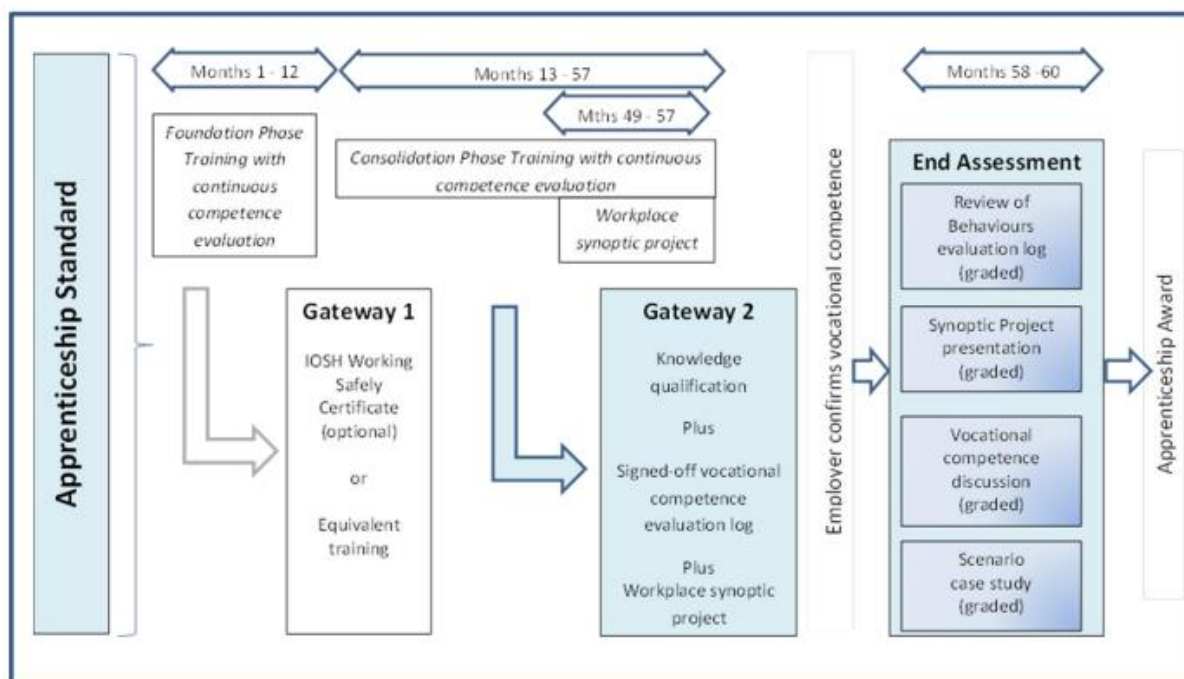 Apprenticeship Standard
Months 1 - 12
Months 13 - 57
Mths 49 - 57
Months 58 -60
Foundation Phase
Training with
continuous
competence
evaluation
Consolidation Phase Training with continuous
competence evaluation
Workplace
synoptic project
Gateway 1
IOSH Working
Safely
Certificate
(optional)
or
Equivalent
training
Gateway 2
Knowledge
qualification
Plus
Signed-off vocational
competence
evaluation log
Plus
Workplace synoptic
project
Employer confirms vocational competence
End Assessment
Review of
Behaviours
evaluation log
(graded)
Synoptic Project
presentation
(graded)
Vocational
competence
discussion
(graded)
Scenario
case study
(graded)
Apprenticeship Award